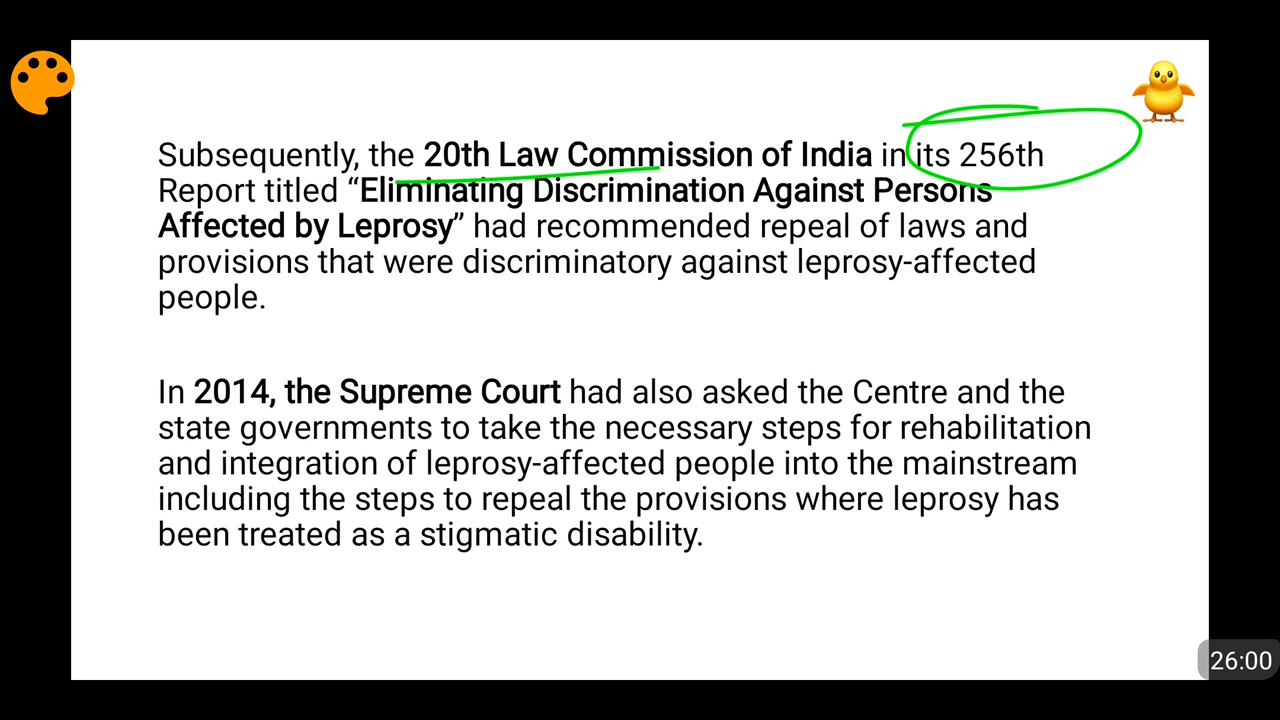 Subsequently, the 20th Law Commission of India in its 256th
Report titled “Eliminating Discrimination Against Persons
Affected by Leprosy” had recommended repeal of laws and
provisions that were discriminatory against leprosy-affected
people.
In 2014, the Supreme Court had also asked the Centre and the
state governments to take the necessary steps for rehabilitation
and integration of leprosy-affected people into the mainstream
including the steps to repeal the provisions where leprosy has
been treated as a stigmatic disability.
26:00